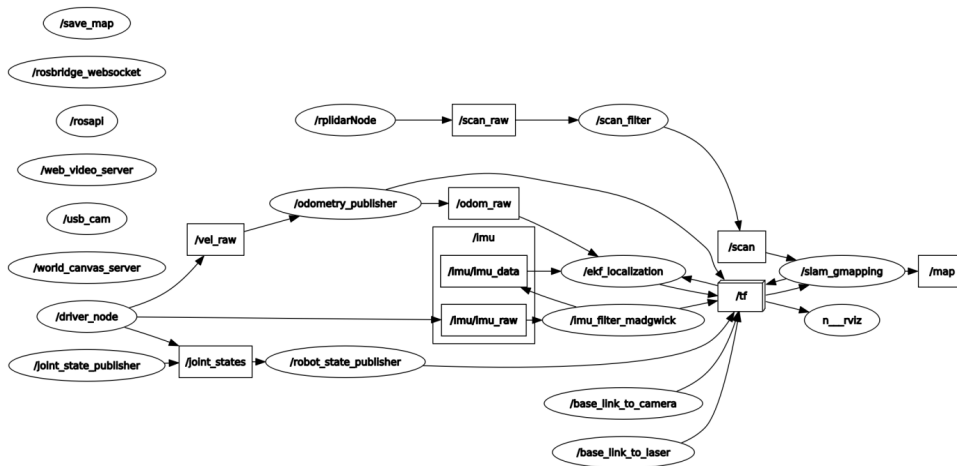 /save_map
/rosbridge_websocket
/rosapi
/web_video_server
/usb_cam
/world_canvas_server
/driver_node
/joint_state_publisher
/vel_raw
/joint_states
/rplidarNode
/odometry_publisher
/robot_state_publisher
/scan_raw
/odom_raw
/imu
/imu/imu_data
/imu/imu_raw
/scan_filter
/ekf_localization
/imu_filter_madgwick
/base_link_to_camera
/base_link_to_laser
/scan
/tf
/slam_gmapping
n___rviz
/map